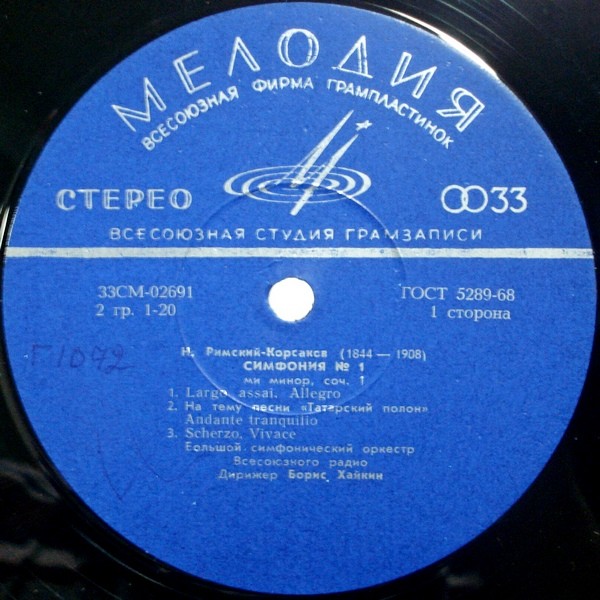 МЕЛОДИЯ
ВСЕСОЮЗНАЯ ФИРМА ГРАМПЛАСТИНОК
СТЕРЕО
33
ВСЕСОЮЗНАЯ СТУДИЯ ГРАМЗАПИСИ
33СМ-02691 ГОСТ 5289-68
2 гр. 1-20 1 сторона
Г1092
Н. Римский-Корсаков (1844 — 1908)
СИМФОНИЯ № 1
ми минор, соч. 1
1. Largo assai. Allegro
2. На тему песни «Татарский полон»
Andante tranquilio
3. Scherzo. Vivace
Большой симфонический оркестр
Всесоюзного радио
Дирижер Борис Хайкин